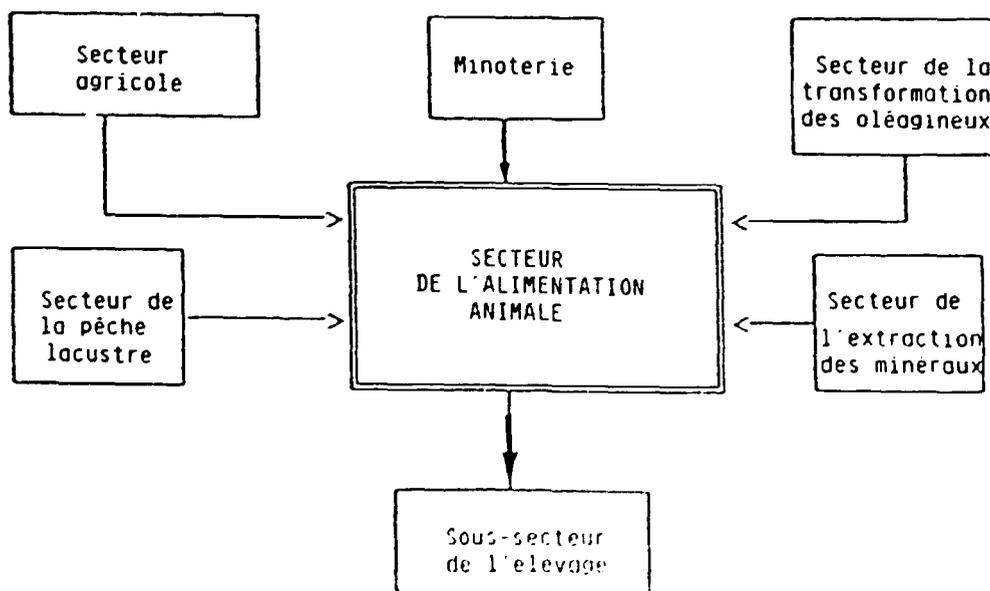 Secteur
agricole
Minoterie
Secteur de la
transformation
des oléagineux
SECTEUR
DE L'ALIMENTATION
ANIMALE
Secteur de
la pêche
lacustre
Secteur de
l'extraction
des minéraux
Sous-secteur
de l'elevage